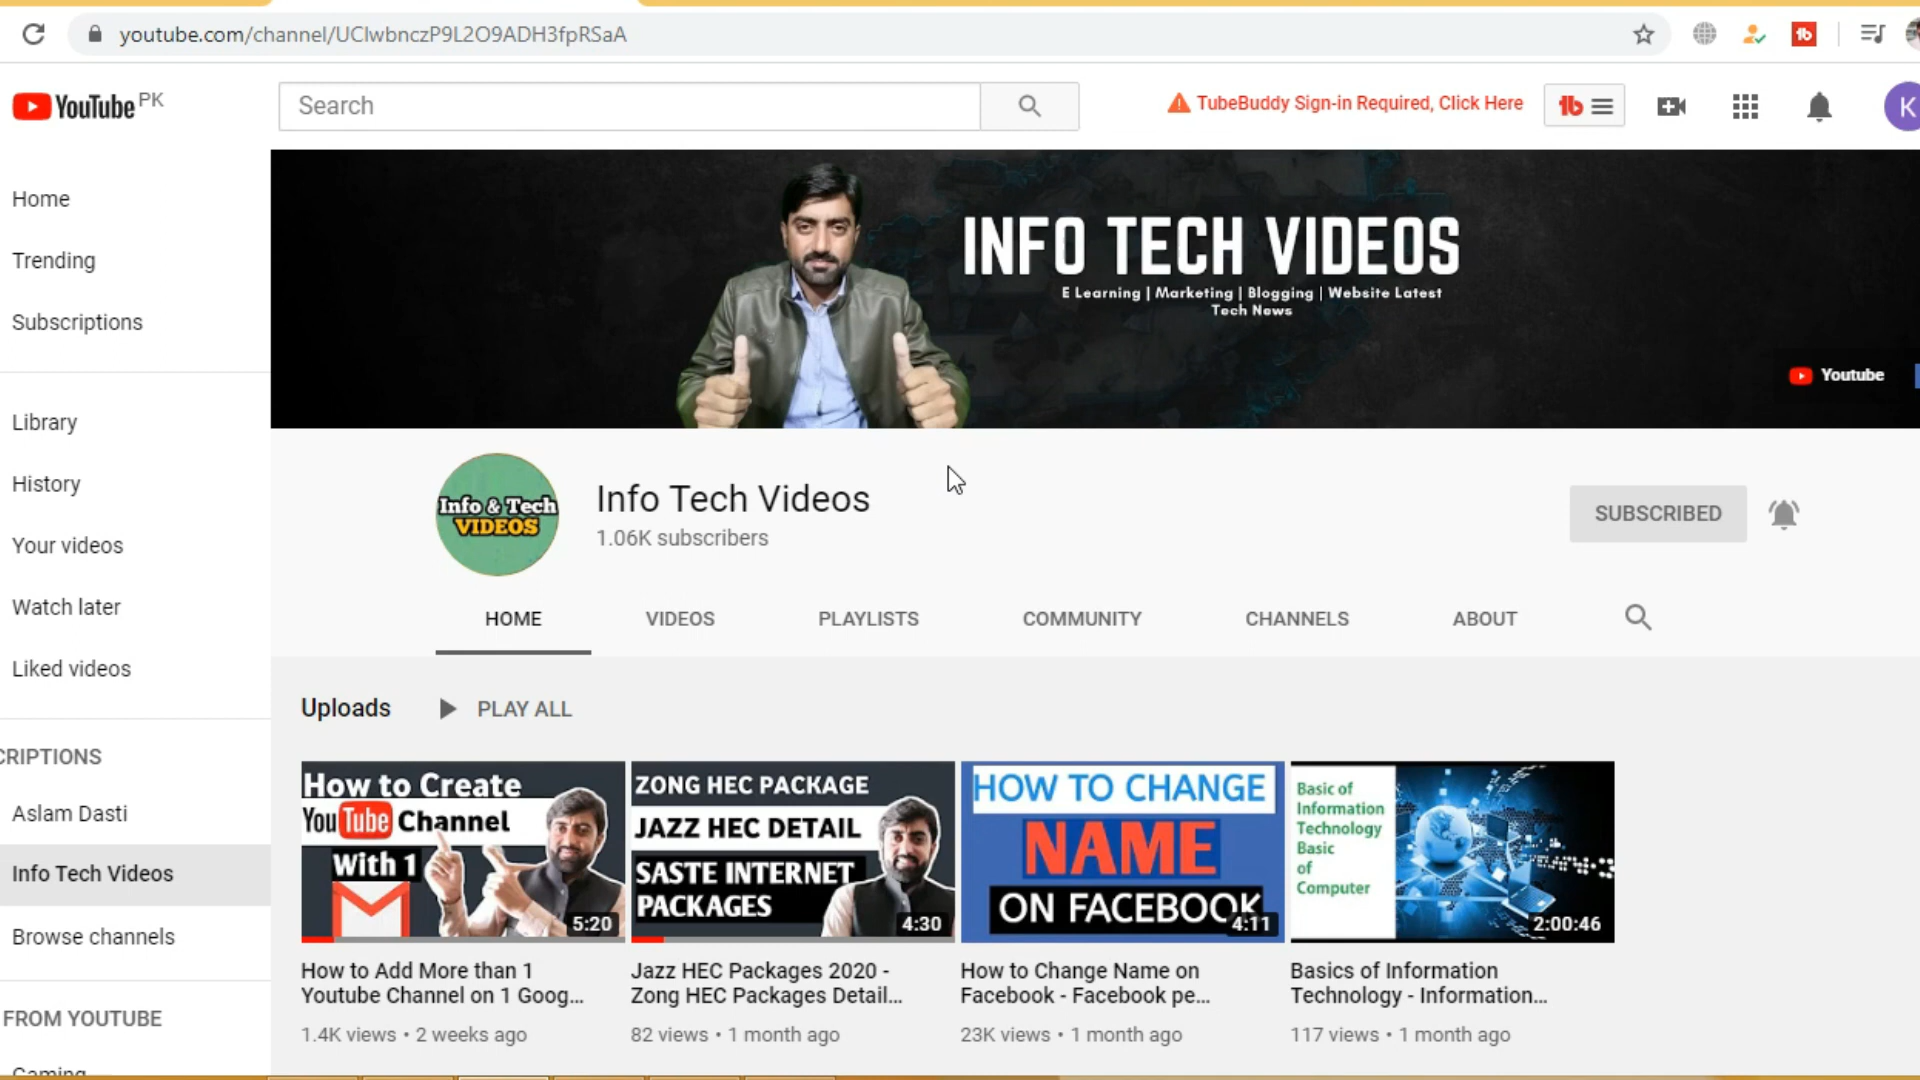 youtube.com/channel/UClwbnczP9L2O9ADH3fpRSaA
YouTube PK
Search
TubeBuddy Sign-in Required, Click Here
K
Home
Trending
Subscriptions
Library
History
Your videos
Watch later
Liked videos
CRIPTIONS
Aslam Dasti
Info Tech Videos
Browse channels
FROM YOUTUBE
Gaming
INFO TECH VIDEOS
E Learning | Marketing | Blogging | Website Latest
Tech News
Youtube
Info & Tech
VIDEOS
Info Tech Videos
1.06K subscribers
SUBSCRIBED
HOME VIDEOS PLAYLISTS COMMUNITY CHANNELS ABOUT
Uploads PLAY ALL
How to Create
YouTube Channel
With 1
5:20
How to Add More than 1
Youtube Channel on 1 Goog...
1.4K views • 2 weeks ago
ZONG HEC PACKAGE
JAZZ HEC DETAIL
SASTE INTERNET
PACKAGES
4:30
Jazz HEC Packages 2020 -
Zong HEC Packages Detail...
82 views • 1 month ago
HOW TO CHANGE
NAME
ON FACEBOOK
4:11
How to Change Name on
Facebook - Facebook pe...
23K views • 1 month ago
Basic of
Information
Technology
Basic
of
Computer
2:00:46
Basics of Information
Technology - Information...
117 views • 1 month ago